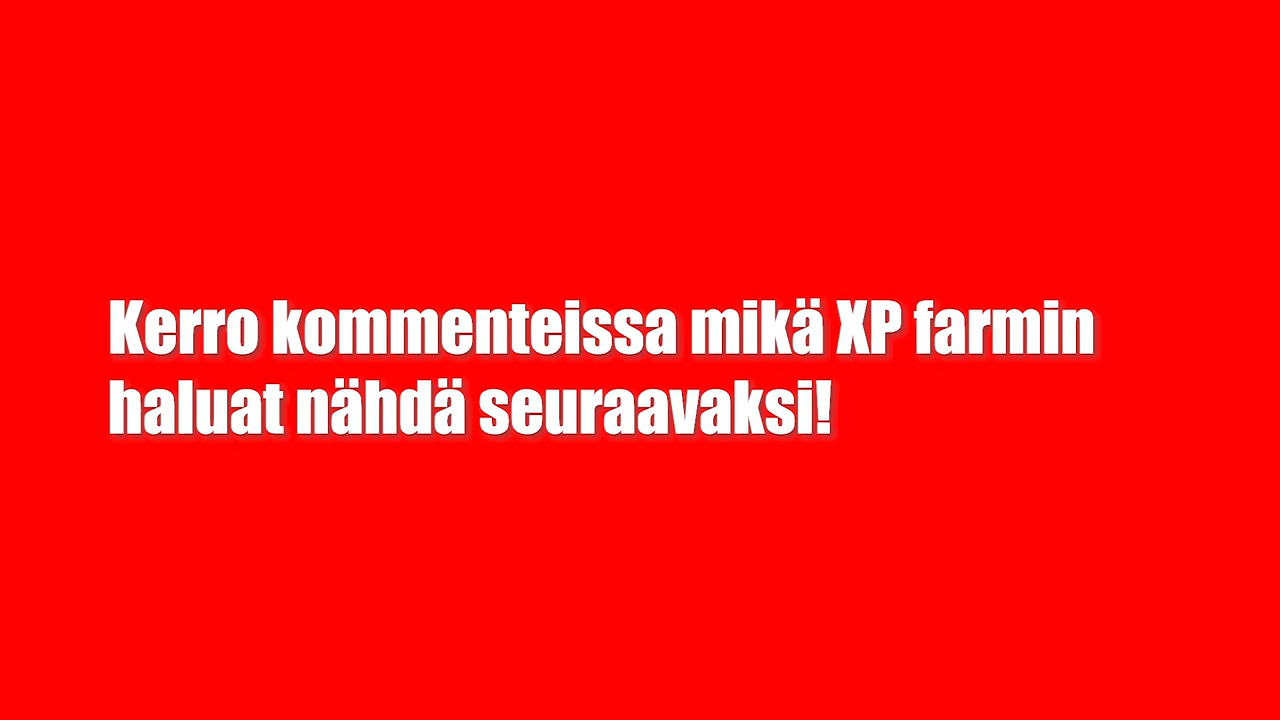 Kerro kommenteissa mikä XP farmin
haluat nähdä seuraavaksi!